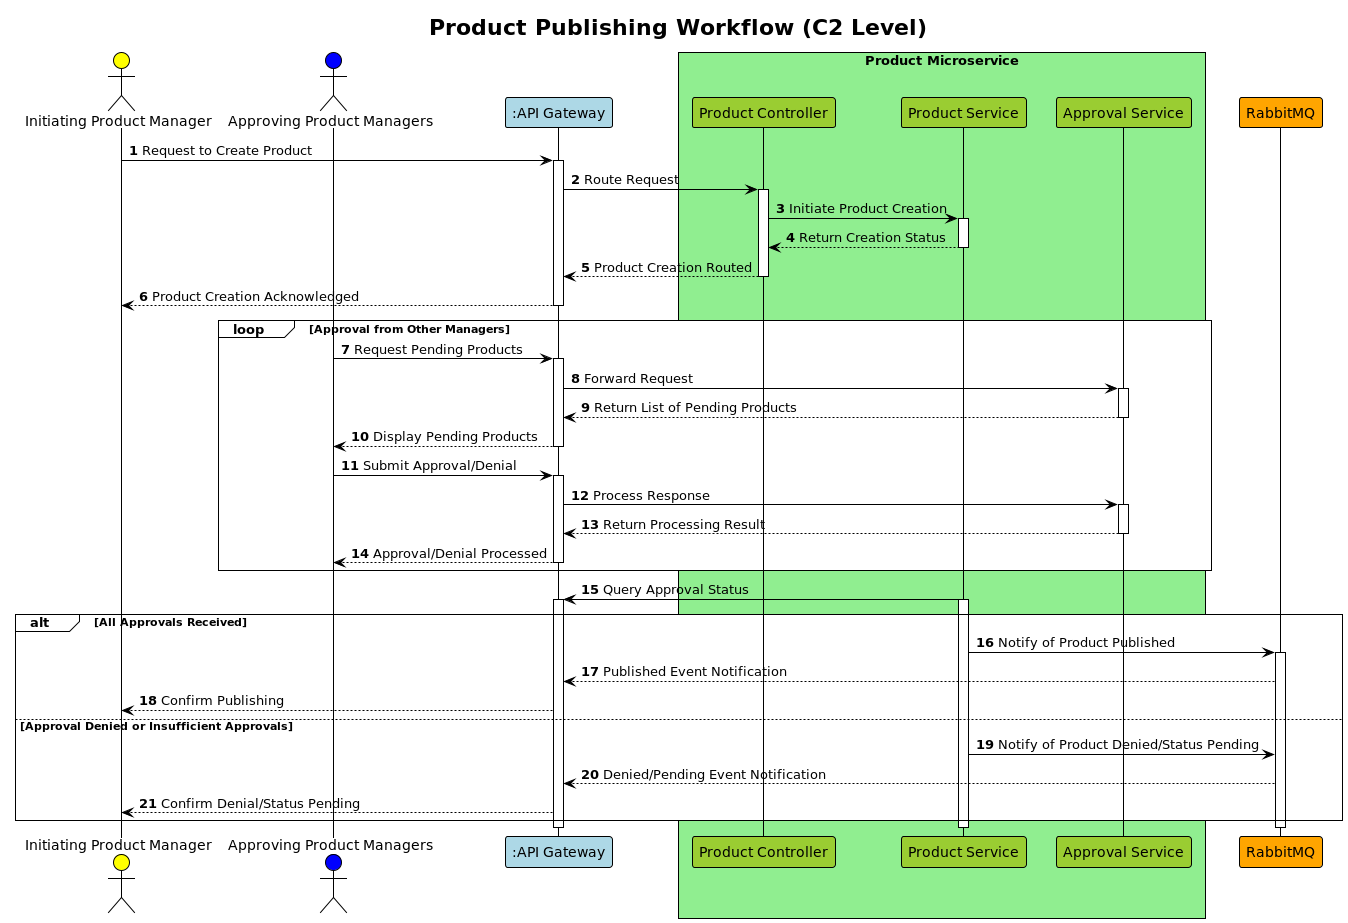 Product Publishing Workflow (C2 Level)
Product Microservice
Initiating Product Manager
Approving Product Managers
:API Gateway
Product Controller
Product Service
Approval Service
RabbitMQ
1 Request to Create Product
2 Route Request
3 Initiate Product Creation
4 Return Creation Status
5 Product Creation Routed
6 Product Creation Acknowledged
loop
[Approval from Other Managers]
7 Request Pending Products
8 Forward Request
9 Return List of Pending Products
10 Display Pending Products
11 Submit Approval/Denial
12 Process Response
13 Return Processing Result
14 Approval/Denial Processed
15 Query Approval Status
alt
[All Approvals Received]
16 Notify of Product Published
17 Published Event Notification
18 Confirm Publishing
[Approval Denied or Insufficient Approvals]
19 Notify of Product Denied/Status Pending
20 Denied/Pending Event Notification
21 Confirm Denial/Status Pending
Initiating Product Manager
Approving Product Managers
:API Gateway
Product Controller
Product Service
Approval Service
RabbitMQ